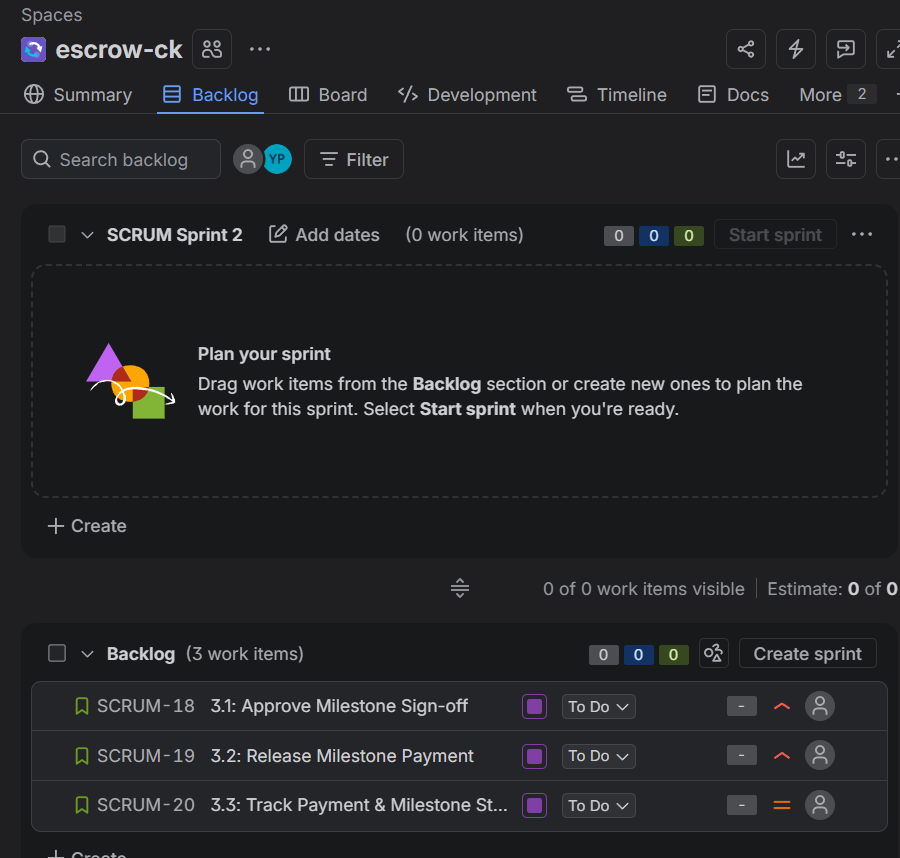 Spaces
escrow-ck
Summary Backlog Board Development Timeline Docs More 2
Search backlog YP Filter
SCRUM Sprint 2 Add dates (0 work items) 0 0 0 Start sprint
Plan your sprint
Drag work items from the Backlog section or create new ones to plan the
work for this sprint. Select Start sprint when you're ready.
+ Create
0 of 0 work items visible Estimate: 0 of 0
Backlog (3 work items) 0 0 0 Create sprint
SCRUM-18 3.1: Approve Milestone Sign-off To Do -
SCRUM-19 3.2: Release Milestone Payment To Do -
SCRUM-20 3.3: Track Payment & Milestone St... To Do -
+ Create